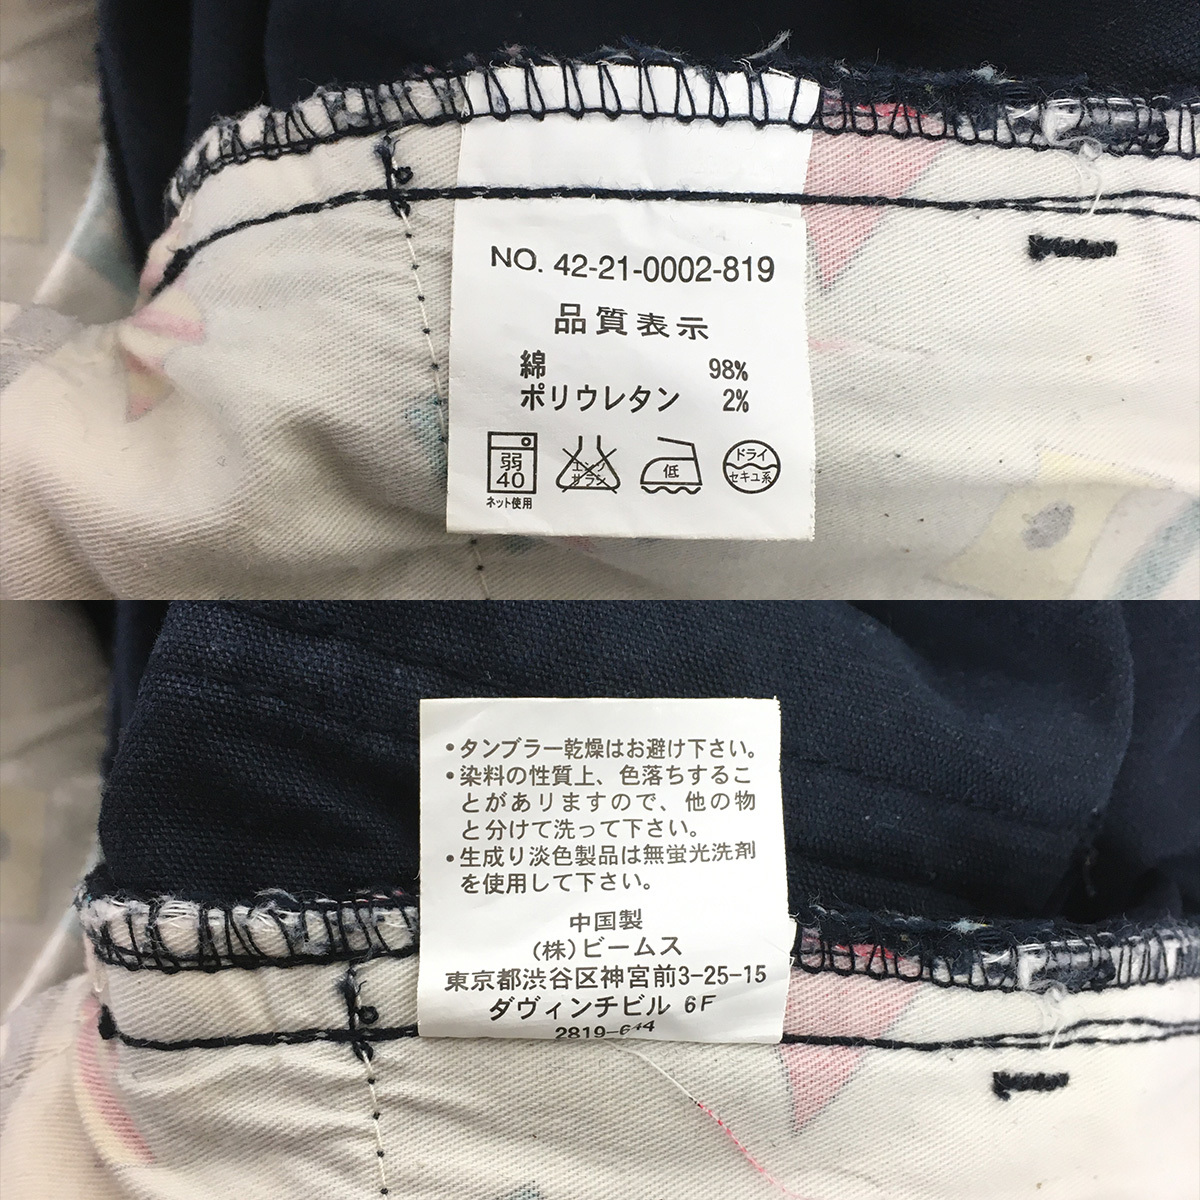 NO. 42-21-0002-819
品質表示
綿 98%
ポリウレタン 2%
弱
40
ネット使用
エンソ
サラシ
低
ドライ
セキユ系
・タンブラー乾燥はお避け下さい。
・染料の性質上、色落ちするこ
とがありますので、他の物
と分けて洗って下さい。
・生成り淡色製品は無蛍光洗剤
を使用して下さい。
中国製
(株)ビームス
東京都渋谷区神宮前3-25-15
ダヴィンチビル 6F